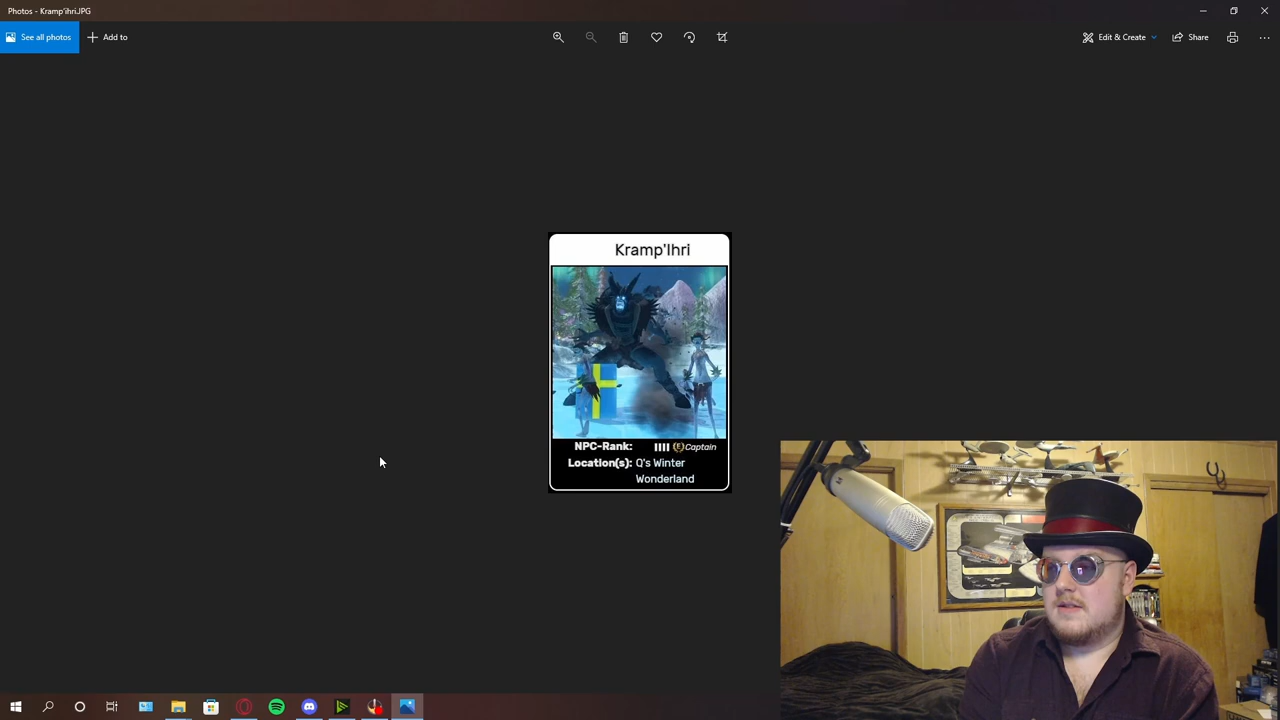 Photos - Kramp'ihri.JPG
See all photos
Add to
Edit & Create
Share
Kramp'Ihri
NPC-Rank: Captain
Location(s): Q's Winter
Wonderland